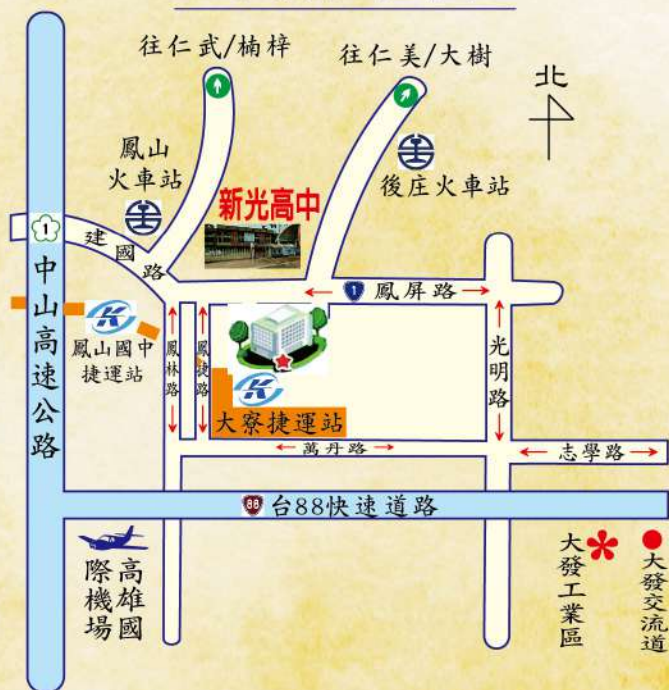 往仁武/楠梓
往仁美/大樹
北
鳳山
火車站
後庄火車站
新光高中
1
建國路
中山高速公路
1
鳳屏路
鳳山國中
捷運站
鳳林路
鳳捷路
光明路
大寮捷運站
萬丹路
志學路
88
台88快速道路
高雄國
際機場
大發工業區
大發交流道